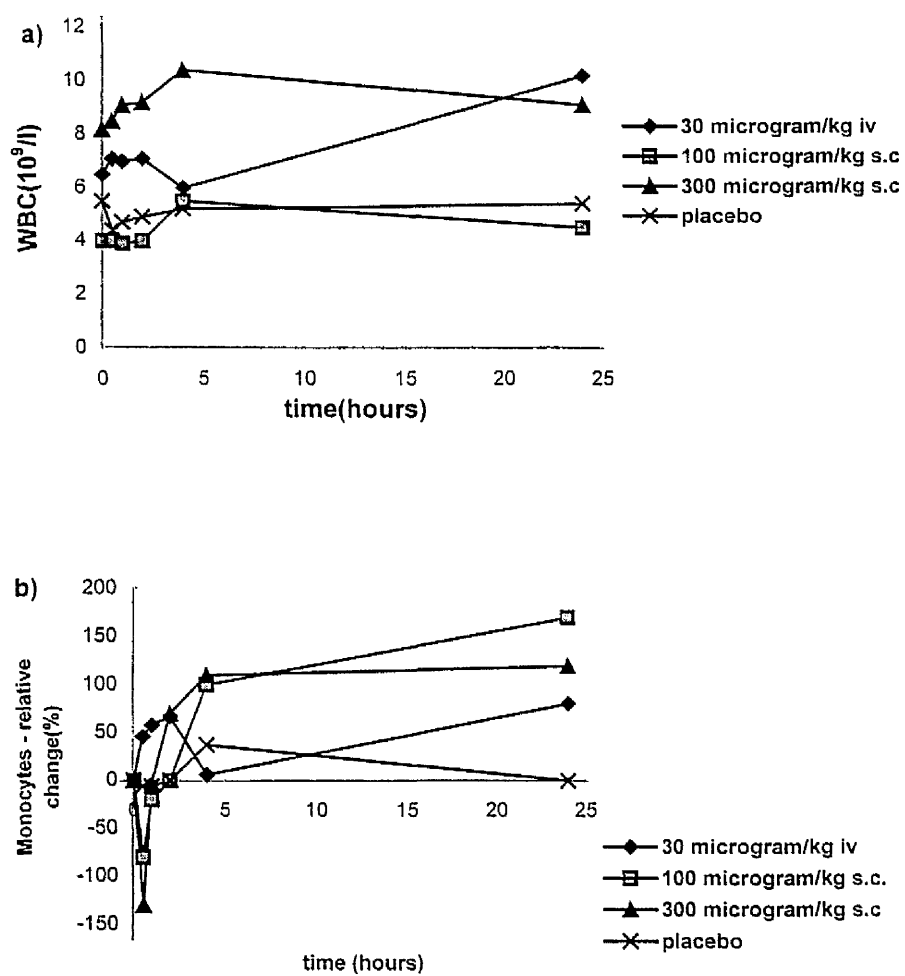 a)
12
10
8
6
4
2
0
WBC(10⁹/l)
0 5 10 15 20 25
time(hours)
30 microgram/kg iv
100 microgram/kg s.c
300 microgram/kg s.c
placebo
b)
200
150
100
50
0
-50
-100
-150
Monocytes - relative
change(%)
0 5 10 15 20 25
time (hours)
30 microgram/kg iv
100 microgram/kg s.c.
300 microgram/kg s.c
placebo